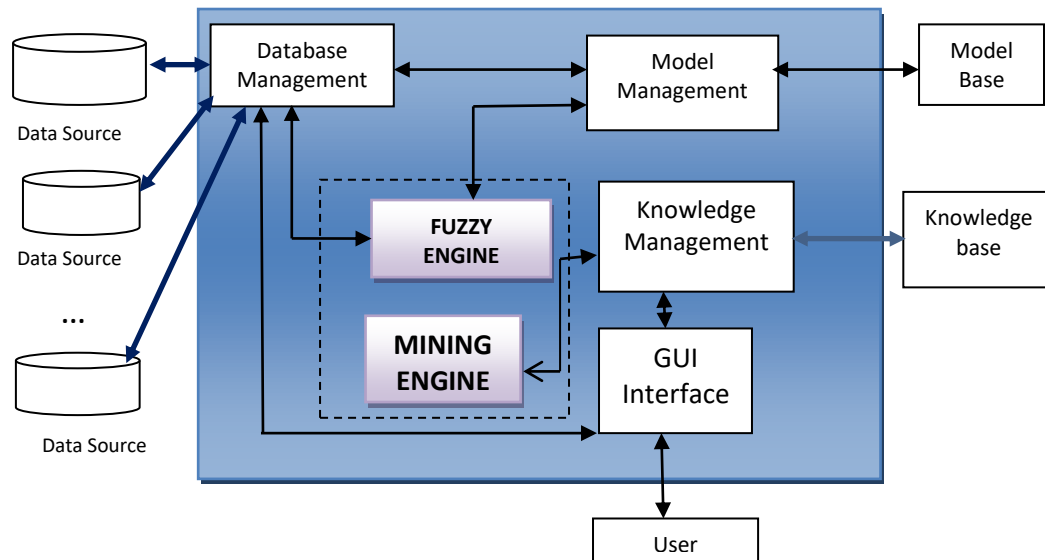 Database
Management
Model
Management
Model
Base
Data Source
Data Source
...
Data Source
FUZZY
ENGINE
MINING
ENGINE
Knowledge
Management
Knowledge
base
GUI
Interface
User